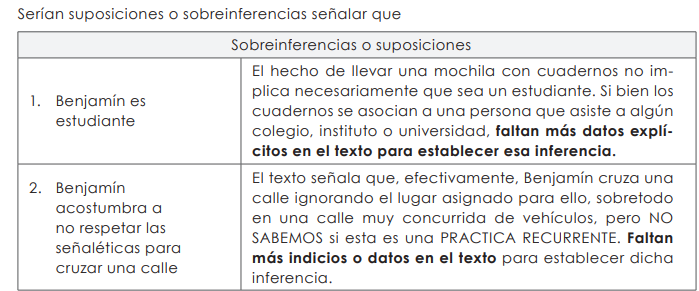 Serían suposiciones o sobreinferencias señalar que
Sobreinferencias o suposiciones
1. Benjamín es
estudiante
El hecho de llevar una mochila con cuadernos no im-
plica necesariamente que sea un estudiante. Si bien los
cuadernos se asocian a una persona que asiste a algún
colegio, instituto o universidad, faltan más datos explí-
citos en el texto para establecer esa inferencia.
2. Benjamín
acostumbra a
no respetar las
señaléticas para
cruzar una calle
El texto señala que, efectivamente, Benjamín cruza una
calle ignorando el lugar asignado para ello, sobretodo
en una calle muy concurrida de vehículos, pero NO
SABEMOS si esta es una PRACTICA RECURRENTE. Faltan
más indicios o datos en el texto para establecer dicha
inferencia.